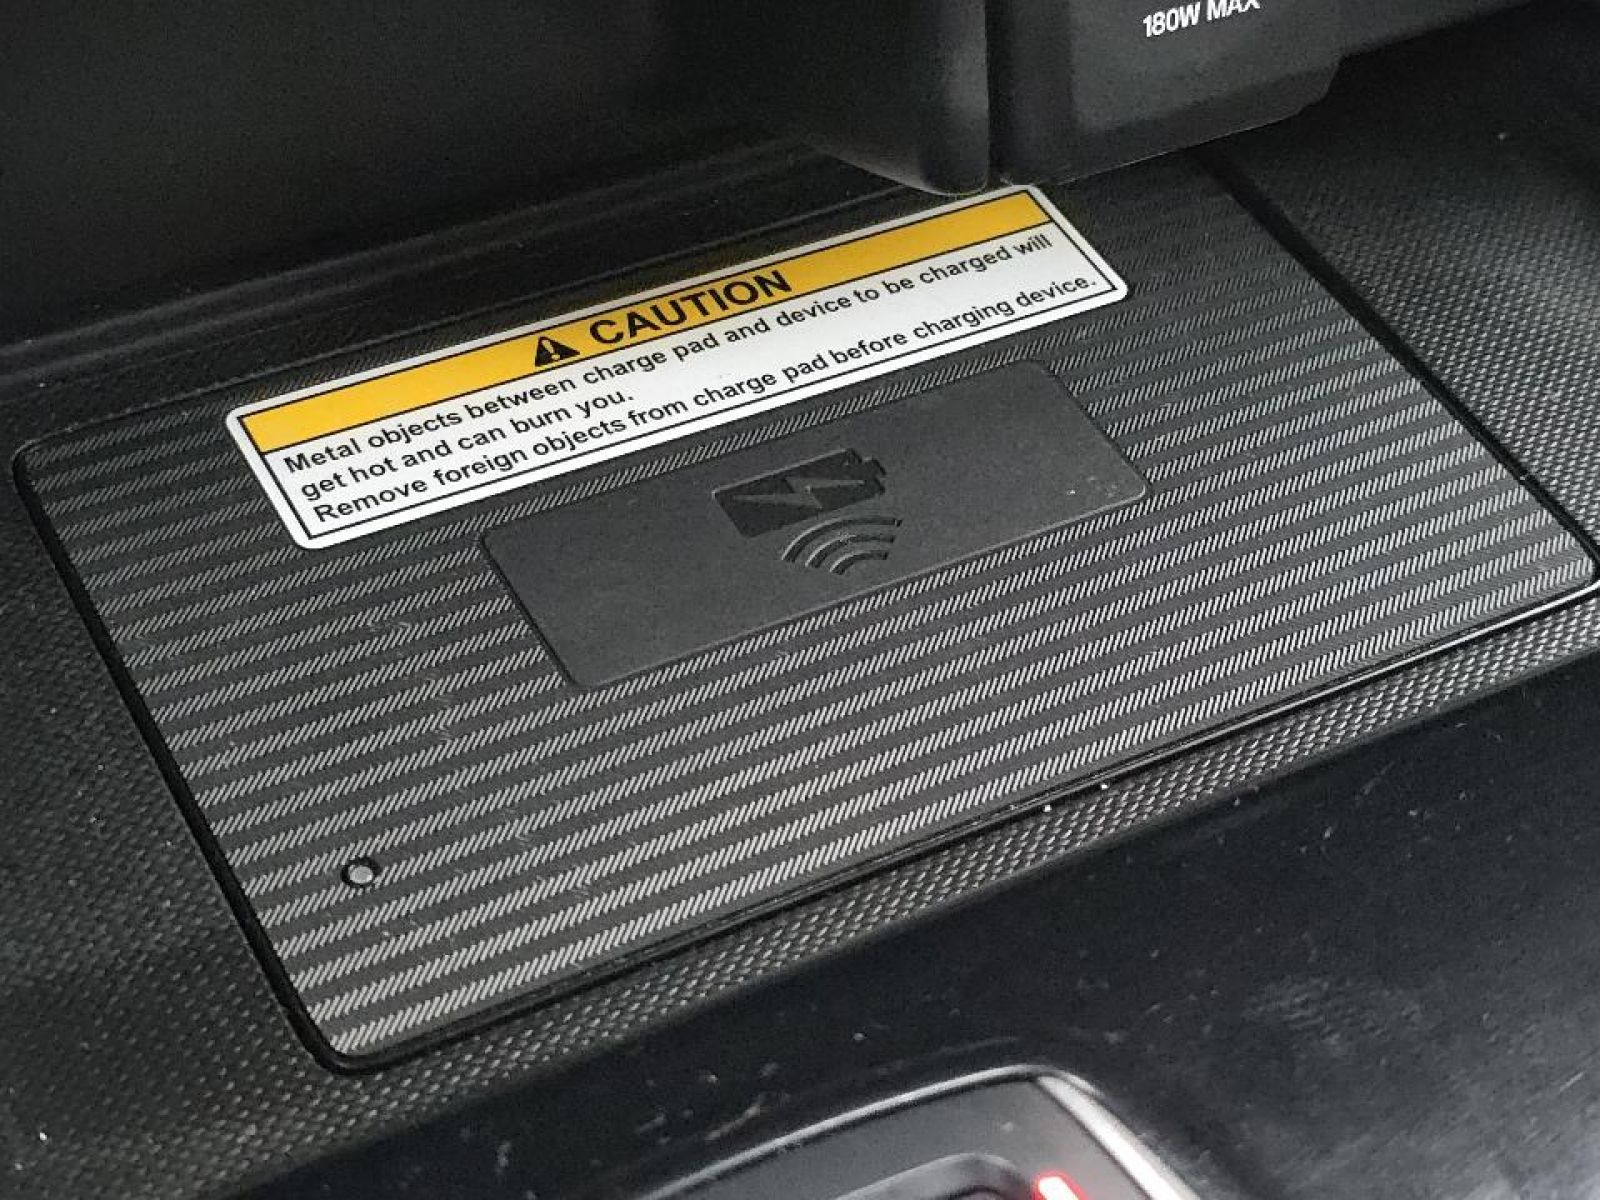 180W MAX
CAUTION
Metal objects between charge pad and device to be charged will
get hot and can burn you.
Remove foreign objects from charge pad before charging device.